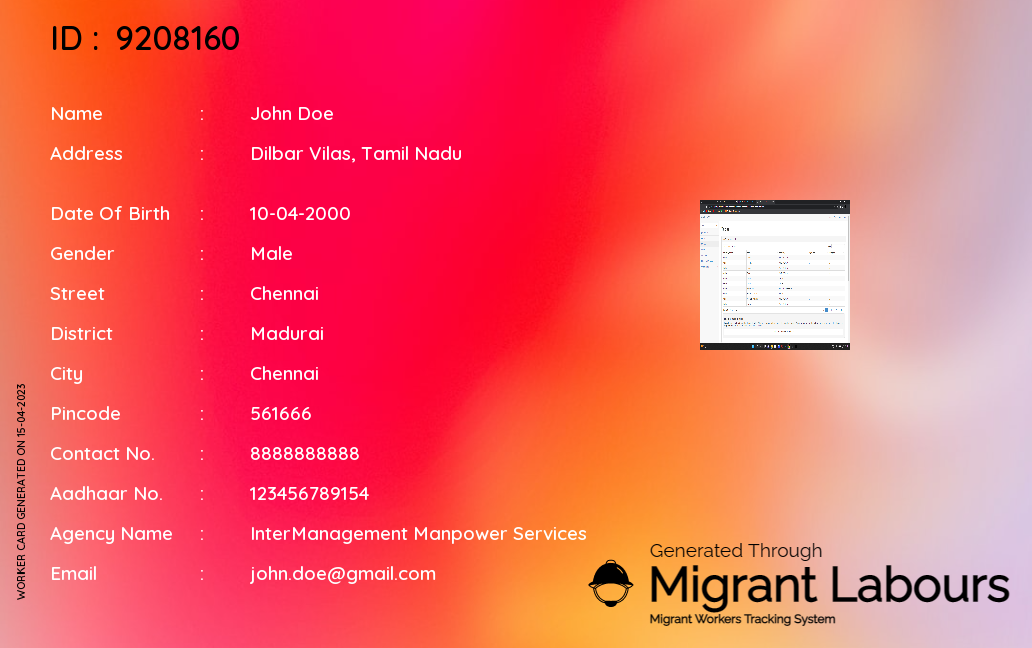 ID : 9208160
Name : John Doe
Address : Dilbar Vilas, Tamil Nadu
Date Of Birth : 10-04-2000
Gender : Male
Street : Chennai
District : Madurai
City : Chennai
Pincode : 561666
Contact No. : 8888888888
Aadhaar No. : 123456789154
Agency Name : InterManagement Manpower Services
Email : john.doe@gmail.com
WORKER CARD GENERATED ON 15-04-2023
Generated Through
Migrant Labours
Migrant Workers Tracking System